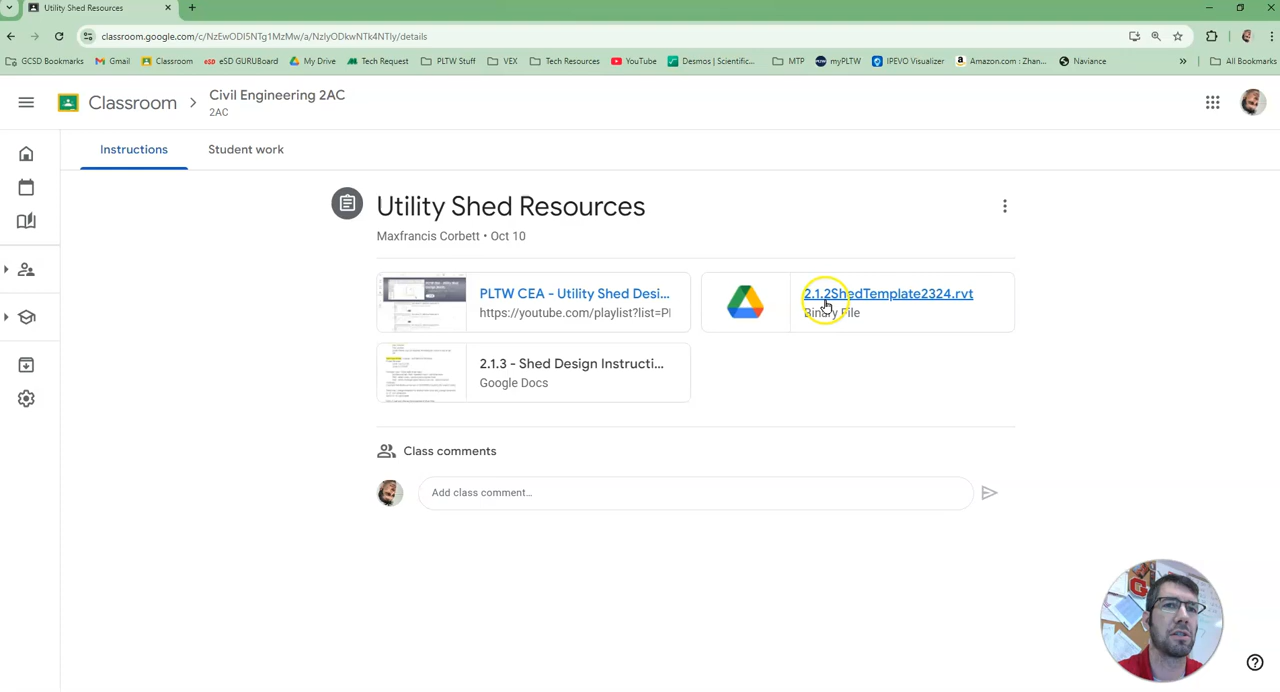 Utility Shed Resources
classroom.google.com/c/NzEwODI5NTg1MzMw/a/NzIyODkwNTk4NTIy/details
GCSD Bookmarks Gmail Classroom eSD GURUBoard My Drive Tech Request PLTW Stuff VEX Tech Resources YouTube Desmos | Scientific... MTP myPLTW IPEVO Visualizer Amazon.com : Zhan... Naviance » All Bookmarks
Classroom > Civil Engineering 2AC
2AC
Instructions Student work
Utility Shed Resources
Maxfrancis Corbett • Oct 10
PLTW CEA - Utility Shed Desi...
https://youtube.com/playlist?list=Pl
2.1.2ShedTemplate2324.rvt
Binary File
2.1.3 - Shed Design Instructi...
Google Docs
Class comments
Add class comment...